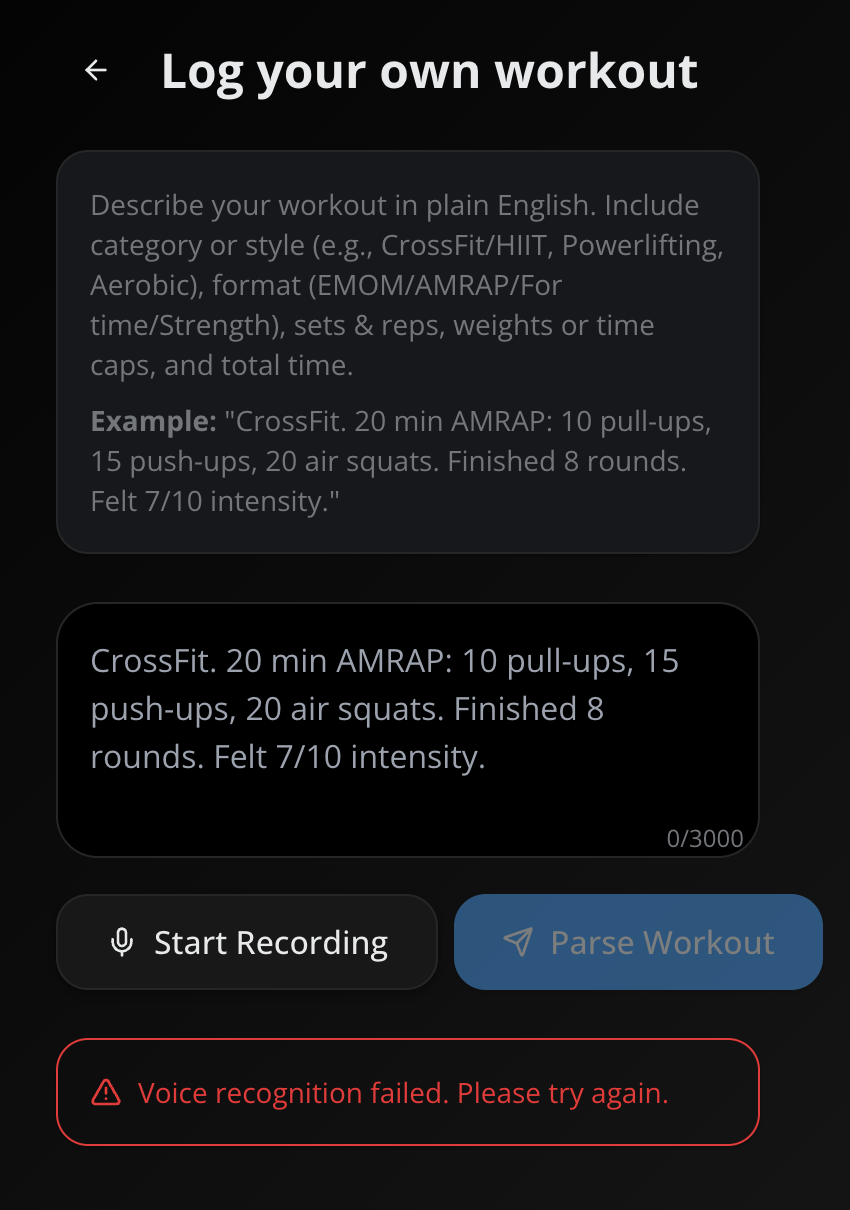 Log your own workout
Describe your workout in plain English. Include
category or style (e.g., CrossFit/HIIT, Powerlifting,
Aerobic), format (EMOM/AMRAP/For
time/Strength), sets & reps, weights or time
caps, and total time.
Example: "CrossFit. 20 min AMRAP: 10 pull-ups,
15 push-ups, 20 air squats. Finished 8 rounds.
Felt 7/10 intensity."
CrossFit. 20 min AMRAP: 10 pull-ups, 15
push-ups, 20 air squats. Finished 8
rounds. Felt 7/10 intensity.
0/3000
Start Recording
Parse Workout
Voice recognition failed. Please try again.